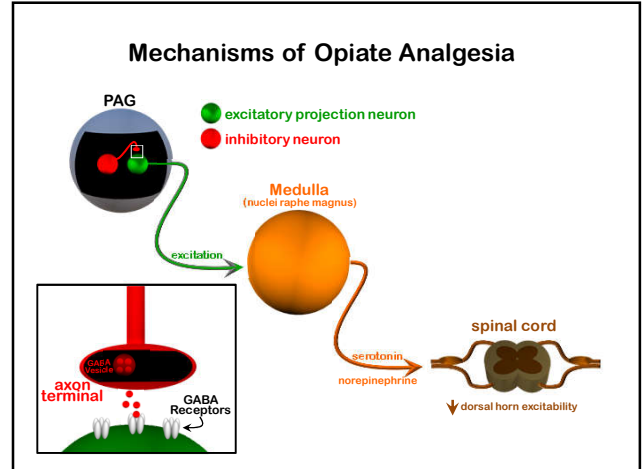 Mechanisms of Opiate Analgesia
PAG
excitatory projection neuron
inhibitory neuron
Medulla
(nuclei raphe magnus)
excitation
GABA
Vesicle
axon
terminal
GABA
Receptors
serotonin
norepinephrine
spinal cord
dorsal horn excitability